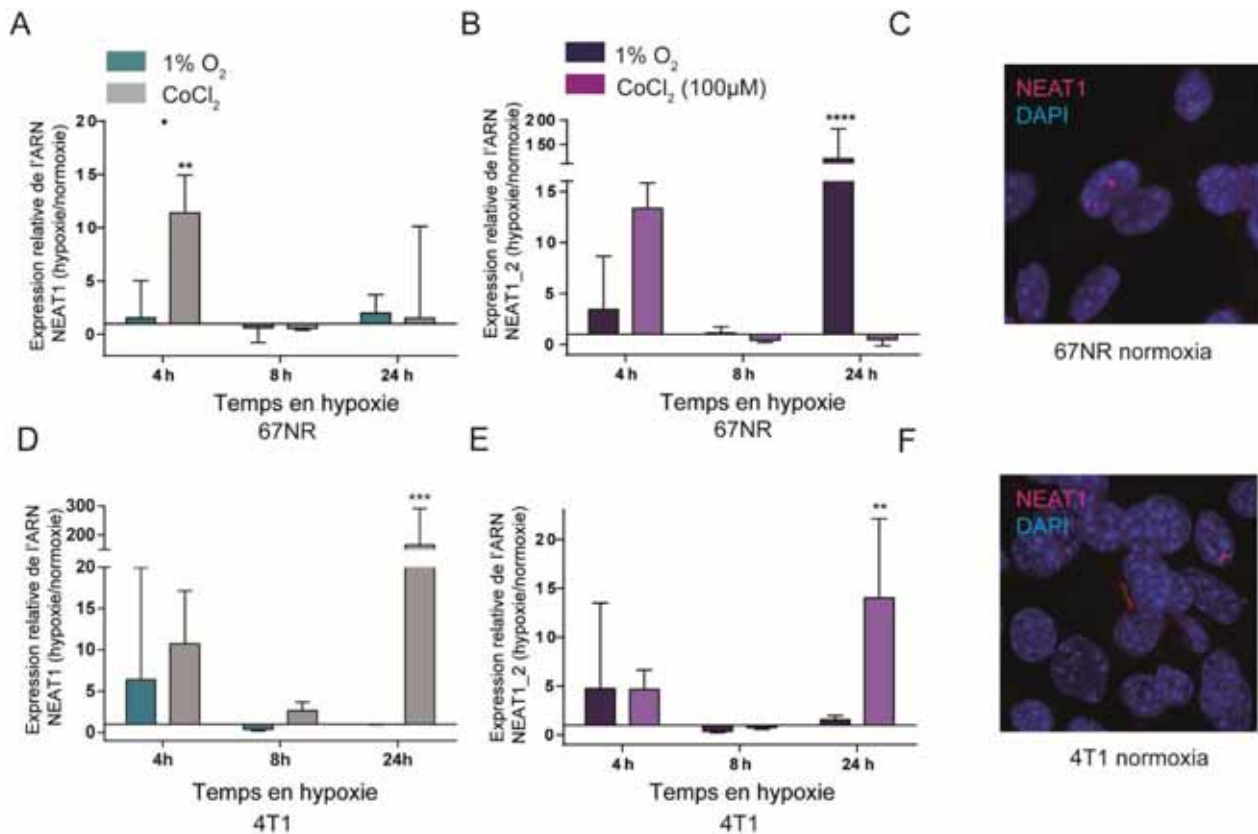 A
1% O2
CoCl2
Expression relative de l'ARN
NEAT1 (hypoxie/normoxie)
20
15
10
5
0
*
**
4 h
8h
24 h
Temps en hypoxie
67NR
B
1% O2
CoCl2 (100µM)
Expression relative de l'ARN
NEAT1_2 (hypoxie/normoxie)
200
150
100
15
10
5
0
****
4 h
8 h
24 h
Temps en hypoxie
67NR
C
NEAT1
DAPI
67NR normoxia
D
Expression relative de l'ARN
NEAT1 (hypoxie/normoxie)
300
200
100
20
15
10
5
0
***
4h
8h
24h
Temps en hypoxie
4T1
E
Expression relative de l'ARN
NEAT1_2 (hypoxie/normoxie)
20
15
10
5
0
**
4 h
8 h
24 h
Temps en hypoxie
4T1
F
NEAT1
DAPI
4T1 normoxia